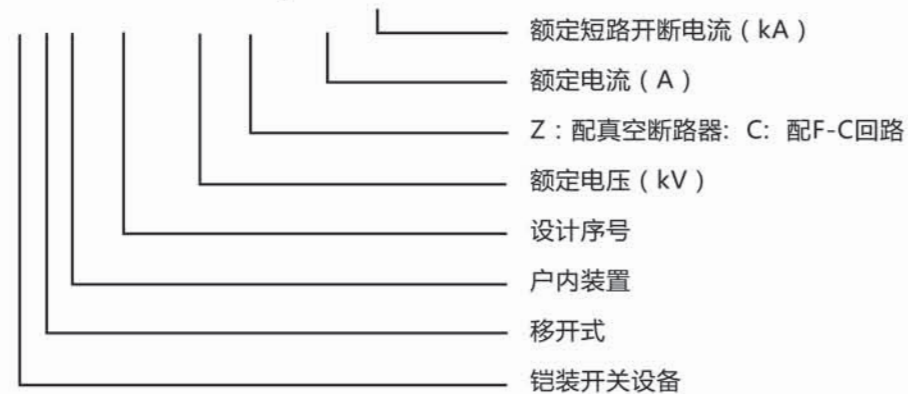 额定短路开断电流（kA）
额定电流（A）
Z：配真空断路器: C: 配F-C回路
额定电压（kV）
设计序号
户内装置
移开式
铠装开关设备